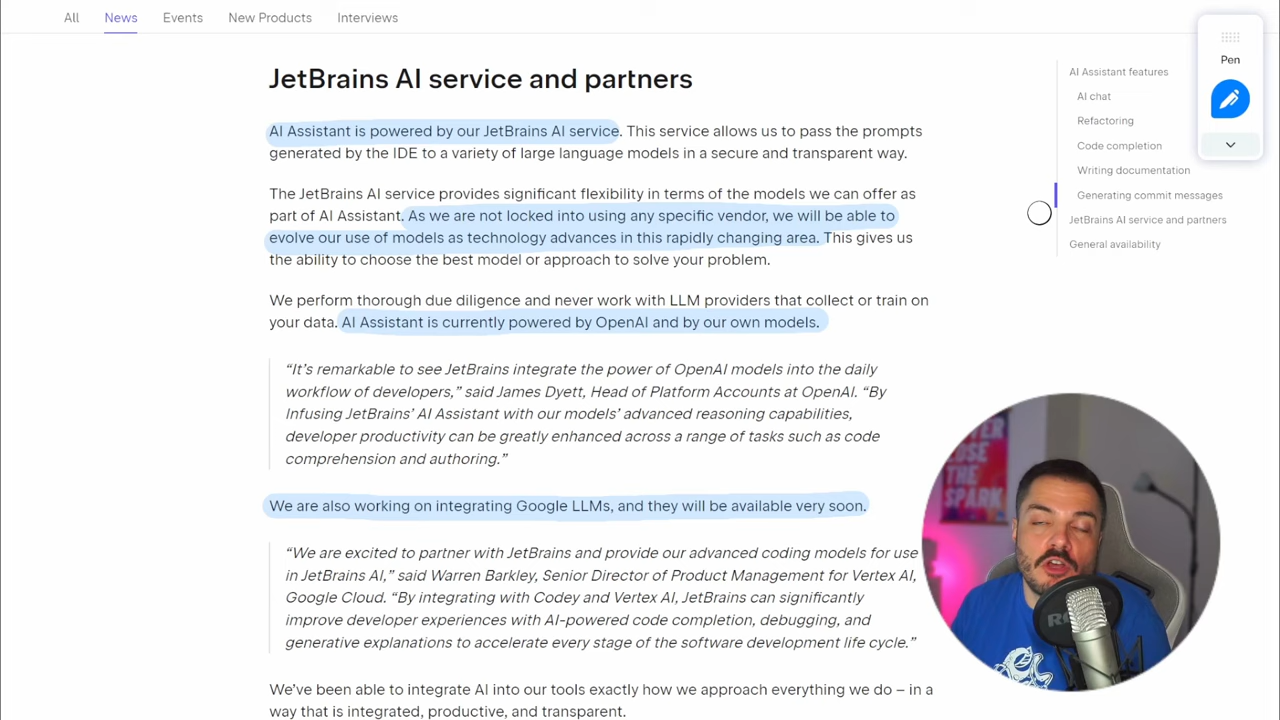 All News Events New Products Interviews
JetBrains AI service and partners
AI Assistant is powered by our JetBrains AI service. This service allows us to pass the prompts
generated by the IDE to a variety of large language models in a secure and transparent way.
The JetBrains AI service provides significant flexibility in terms of the models we can offer as
part of AI Assistant. As we are not locked into using any specific vendor, we will be able to
evolve our use of models as technology advances in this rapidly changing area. This gives us
the ability to choose the best model or approach to solve your problem.
We perform thorough due diligence and never work with LLM providers that collect or train on
your data. AI Assistant is currently powered by OpenAI and by our own models.
“It’s remarkable to see JetBrains integrate the power of OpenAI models into the daily
workflow of developers,” said James Dyett, Head of Platform Accounts at OpenAI. “By
Infusing JetBrains’ AI Assistant with our models’ advanced reasoning capabilities,
developer productivity can be greatly enhanced across a range of tasks such as code
comprehension and authoring.”
We are also working on integrating Google LLMs, and they will be available very soon.
“We are excited to partner with JetBrains and provide our advanced coding models for use
in JetBrains AI,” said Warren Barkley, Senior Director of Product Management for Vertex AI,
Google Cloud. “By integrating with Codey and Vertex AI, JetBrains can significantly
improve developer experiences with AI-powered code completion, debugging, and
generative explanations to accelerate every stage of the software development life cycle.”
We’ve been able to integrate AI into our tools exactly how we approach everything we do – in a
way that is integrated, productive, and transparent.
AI Assistant features
AI chat
Refactoring
Code completion
Writing documentation
Generating commit messages
JetBrains AI service and partners
General availability
Pen
LOSE
THE
SPARK